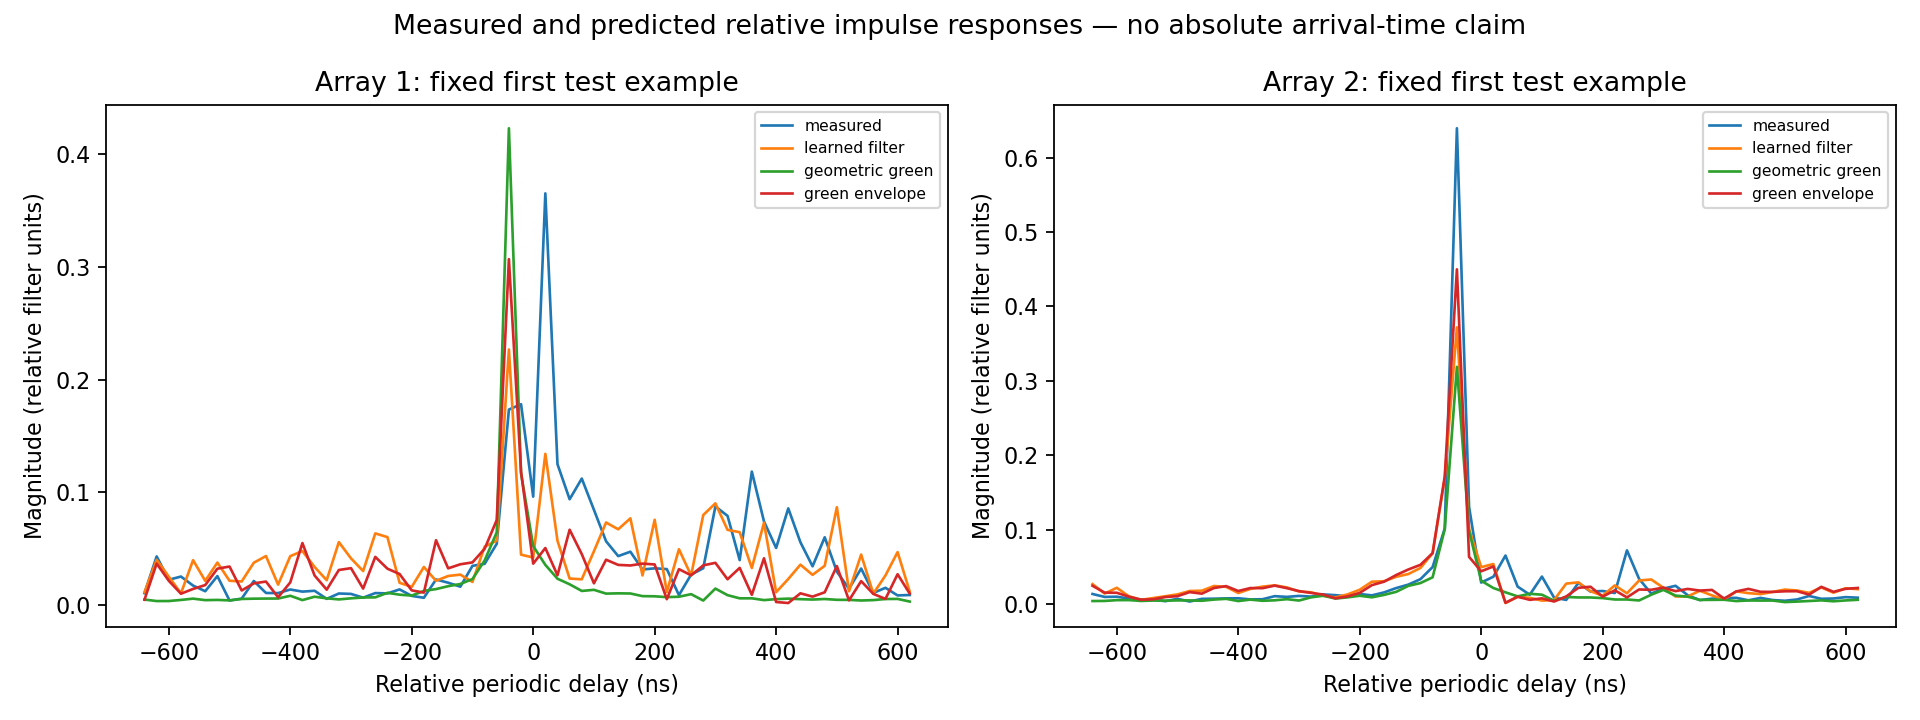 Measured and predicted relative impulse responses — no absolute arrival-time claim
Array 1: fixed first test example
measured
learned filter
geometric green
green envelope
Magnitude (relative filter units)
0.4
0.3
0.2
0.1
0.0
−600 −400 −200 0 200 400 600
Relative periodic delay (ns)
Array 2: fixed first test example
measured
learned filter
geometric green
green envelope
Magnitude (relative filter units)
0.6
0.5
0.4
0.3
0.2
0.1
0.0
−600 −400 −200 0 200 400 600
Relative periodic delay (ns)